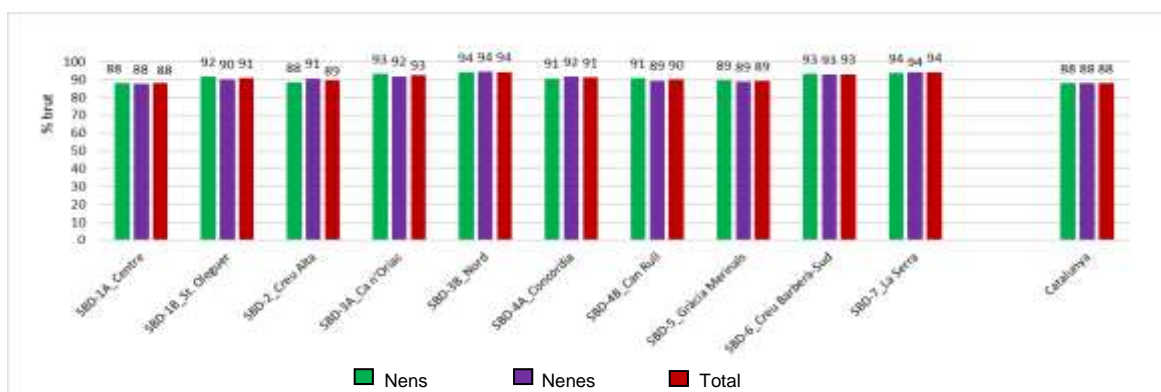 % brut
100
90
80
70
60
50
40
30
20
10
0
88 88 88
92 90 91
88 91 89
93 92 93
94 94 94
91 92 91
91 89 90
89 89 89
93 93 93
94 94 94
88 88 88
SBD-1A_Centre
SBD-1B_St. Oleguer
SBD-2_Creu Alta
SBD-3A_Ca n'Oriac
SBD-3B_Nord
SBD-4A_Concordia
SBD-4B_Can Rull
SBD-5_Gràcia Merinals
SBD-6_Creu Barberà-Sud
SBD-7_La Serra
Catalunya
Nens Nenes Total